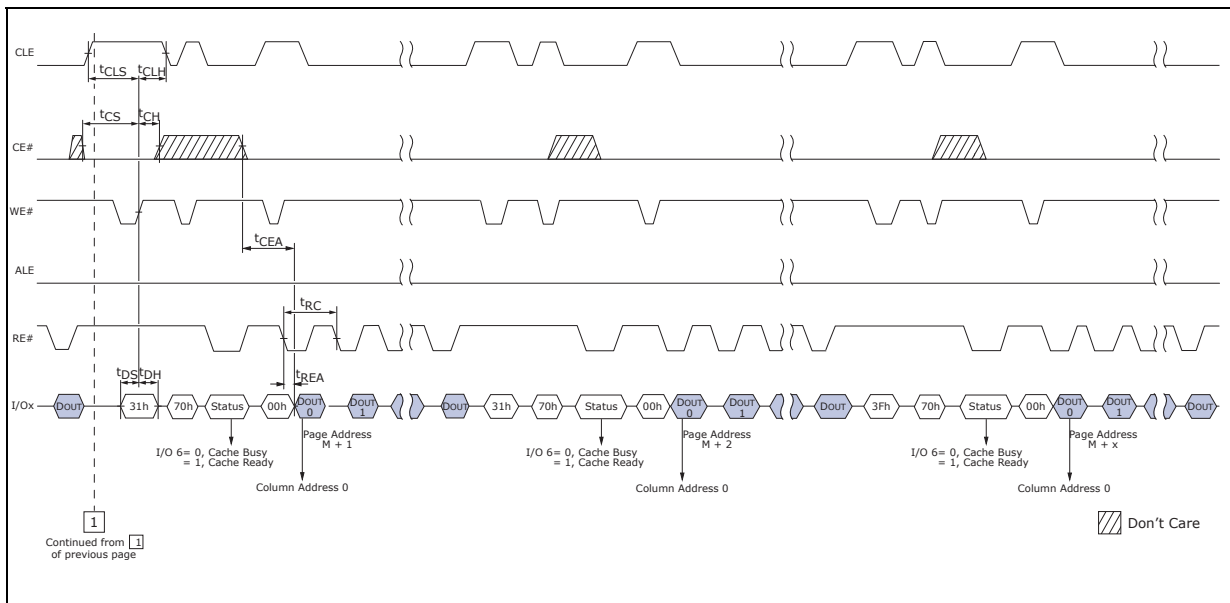 CLE
tCLS tCLH
tCS tCH
CE#
WE#
tCEA
ALE
tRC
RE#
tREA
tDS tDH
I/Ox
DOUT 31h 70h Status 00h DOUT 0 DOUT 1 DOUT 31h 70h Status 00h DOUT 0 DOUT 1 DOUT 3Fh 70h Status 00h DOUT 0 DOUT 1 DOUT
Page Address
M + 1
Page Address
M + 2
Page Address
M + x
I/O 6= 0, Cache Busy
= 1, Cache Ready
I/O 6= 0, Cache Busy
= 1, Cache Ready
I/O 6= 0, Cache Busy
= 1, Cache Ready
Column Address 0
Column Address 0
Column Address 0
1
Continued from 1
of previous page
Don't Care